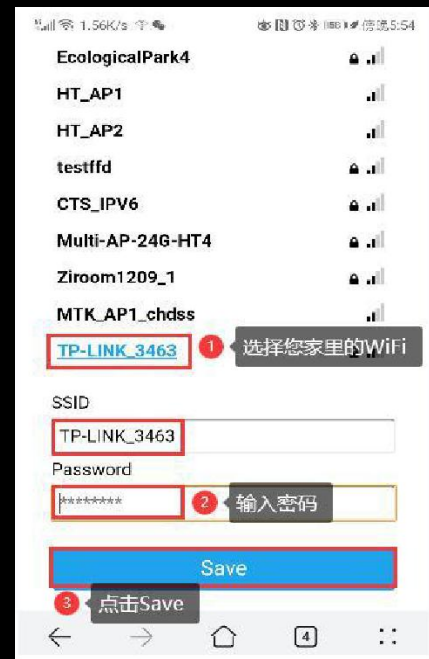 1.56K/s 傍晚5:54
EcologicalPark4
HT_AP1
HT_AP2
testffd
CTS_IPV6
Multi-AP-24G-HT4
Ziroom1209_1
MTK_AP1_chdss
TP-LINK_3463 1 选择您家里的WiFi
SSID
TP-LINK_3463
Password
******** 2 输入密码
Save
3 点击Save
4